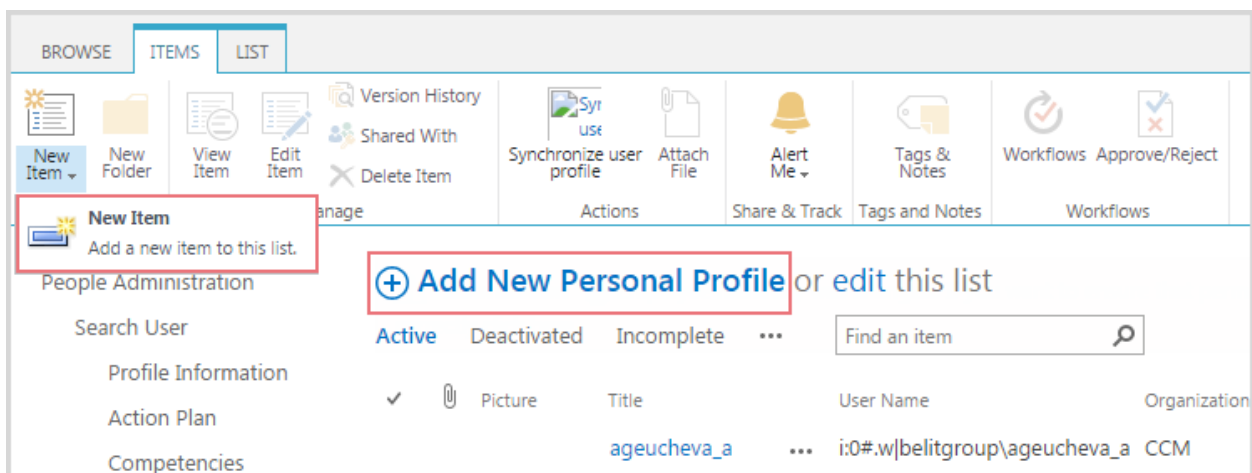 BROWSE ITEMS LIST
New Item
New Folder
View Item
Edit Item
Version History
Shared With
Delete Item
Syn
use
Synchronize user profile
Attach File
Alert Me
Tags & Notes
Workflows
Approve/Reject
anage
Actions
Share & Track
Tags and Notes
Workflows
New Item
Add a new item to this list.
People Administration
Search User
Profile Information
Action Plan
Competencies
Add New Personal Profile or edit this list
Active Deactivated Incomplete ••• Find an item
Picture Title User Name Organization
ageucheva_a ••• i:0#.w|belitgroup\ageucheva_a CCM